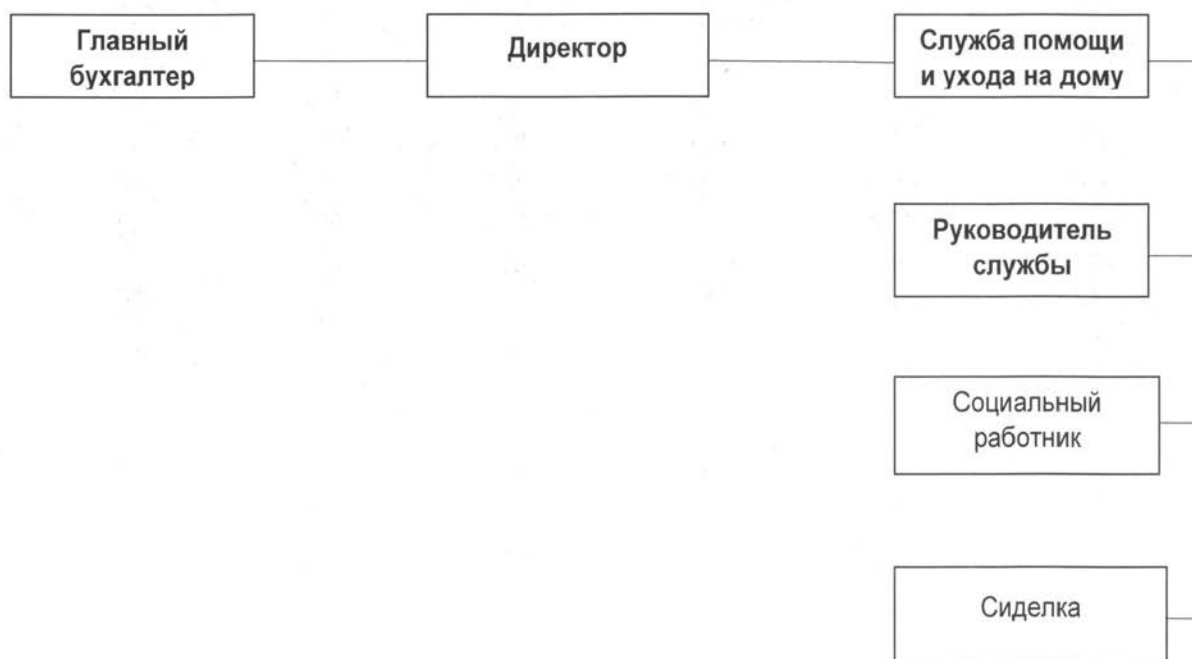 Главный
бухгалтер
Директор
Служба помощи
и ухода на дому
Руководитель
службы
Социальный
работник
Сиделка